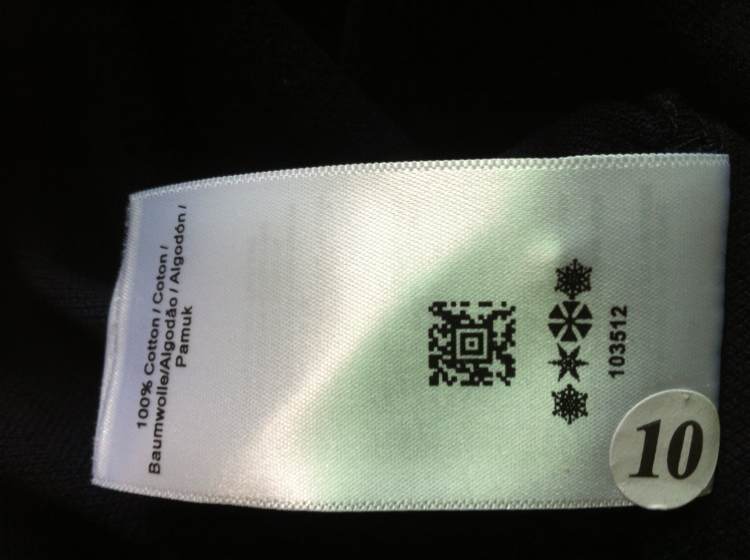 100% Cotton / Coton /
Baumwolle/Algodão / Algodón /
Pamuk
103512
10